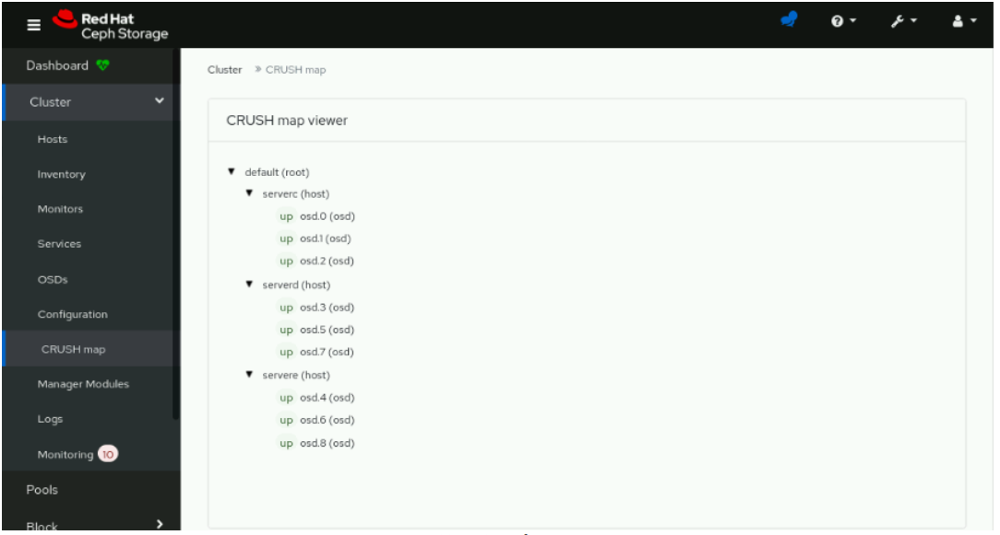 Red Hat
Ceph Storage
Dashboard
Cluster
Hosts
Inventory
Monitors
Services
OSDs
Configuration
CRUSH map
Manager Modules
Logs
Monitoring 10
Pools
Block
Cluster » CRUSH map
CRUSH map viewer
default (root)
serverc (host)
up osd.0 (osd)
up osd.1 (osd)
up osd.2 (osd)
serverd (host)
up osd.3 (osd)
up osd.5 (osd)
up osd.7 (osd)
servere (host)
up osd.4 (osd)
up osd.6 (osd)
up osd.8 (osd)